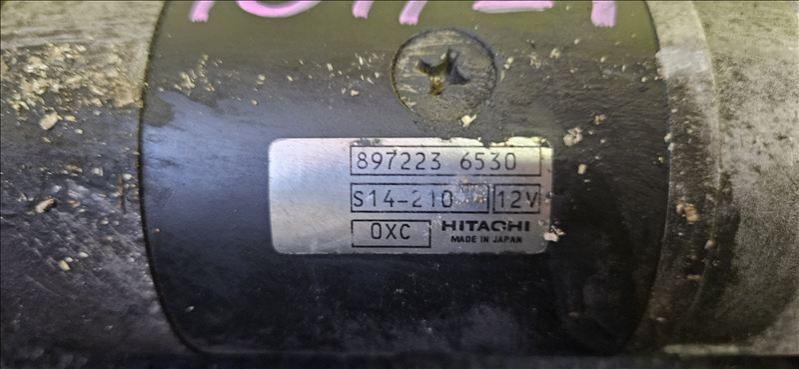 897223 6530
S14-210 12V
0XC HITACHI
MADE IN JAPAN